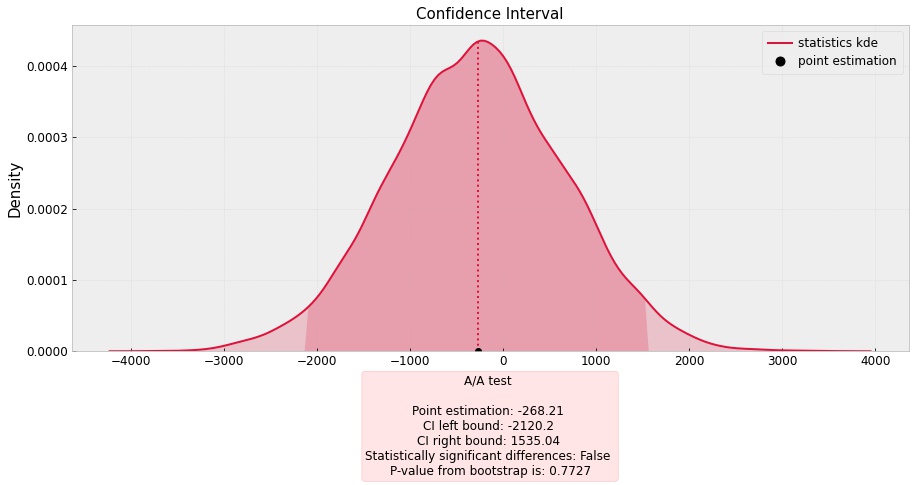 Confidence Interval
statistics kde
point estimation
Density
0.0004
0.0003
0.0002
0.0001
0.0000
−4000 −3000 −2000 −1000 0 1000 2000 3000 4000
A/A test
Point estimation: -268.21
CI left bound: -2120.2
CI right bound: 1535.04
Statistically significant differences: False
P-value from bootstrap is: 0.7727